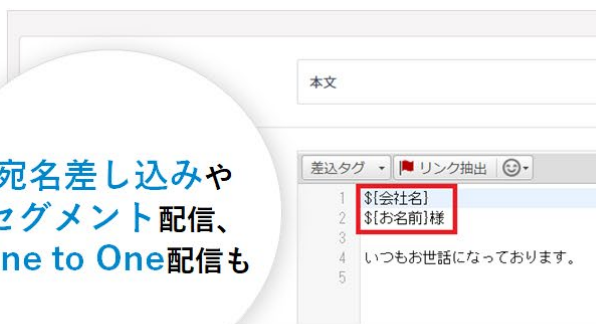 本文
宛名差し込みや
セグメント配信、
ne to One配信も
差込タグ リンク抽出
1 ${会社名}
2 ${お名前}様
3
4 いつもお世話になっております。
5